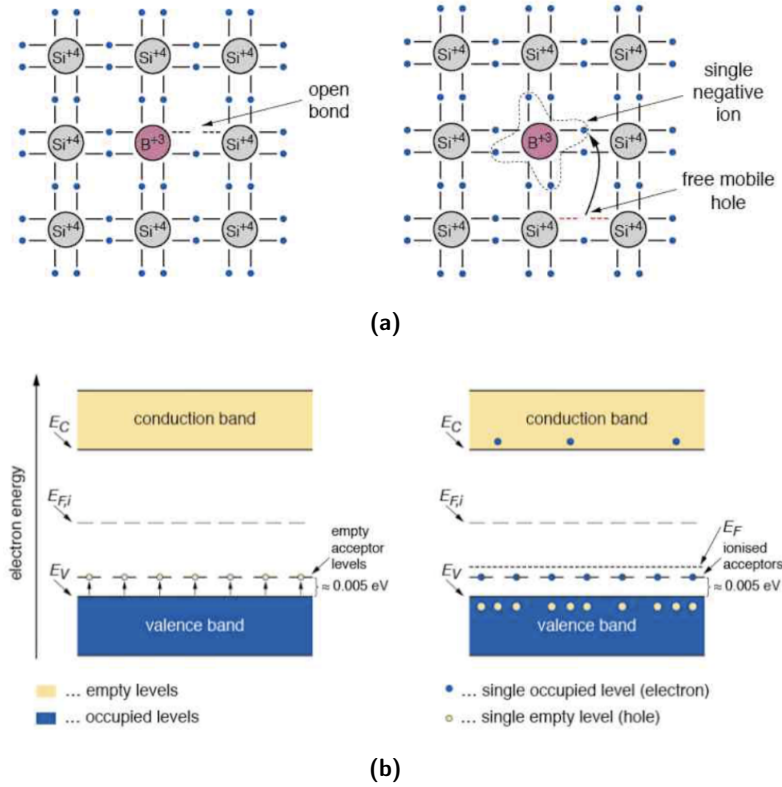 Si+4 Si+4 Si+4
Si+4 B+3 Si+4
Si+4 Si+4 Si+4
open
bond
Si+4 Si+4 Si+4
Si+4 B+3 Si+4
Si+4 Si+4 Si+4
single
negative
ion
free mobile
hole
(a)
electron energy
conduction band
EC
EF,i
EV
empty
acceptor
levels
≈ 0.005 eV
valence band
... empty levels
... occupied levels
conduction band
EC
EF,i
EF
EV
ionised
acceptors
≈ 0.005 eV
valence band
... single occupied level (electron)
... single empty level (hole)
(b)